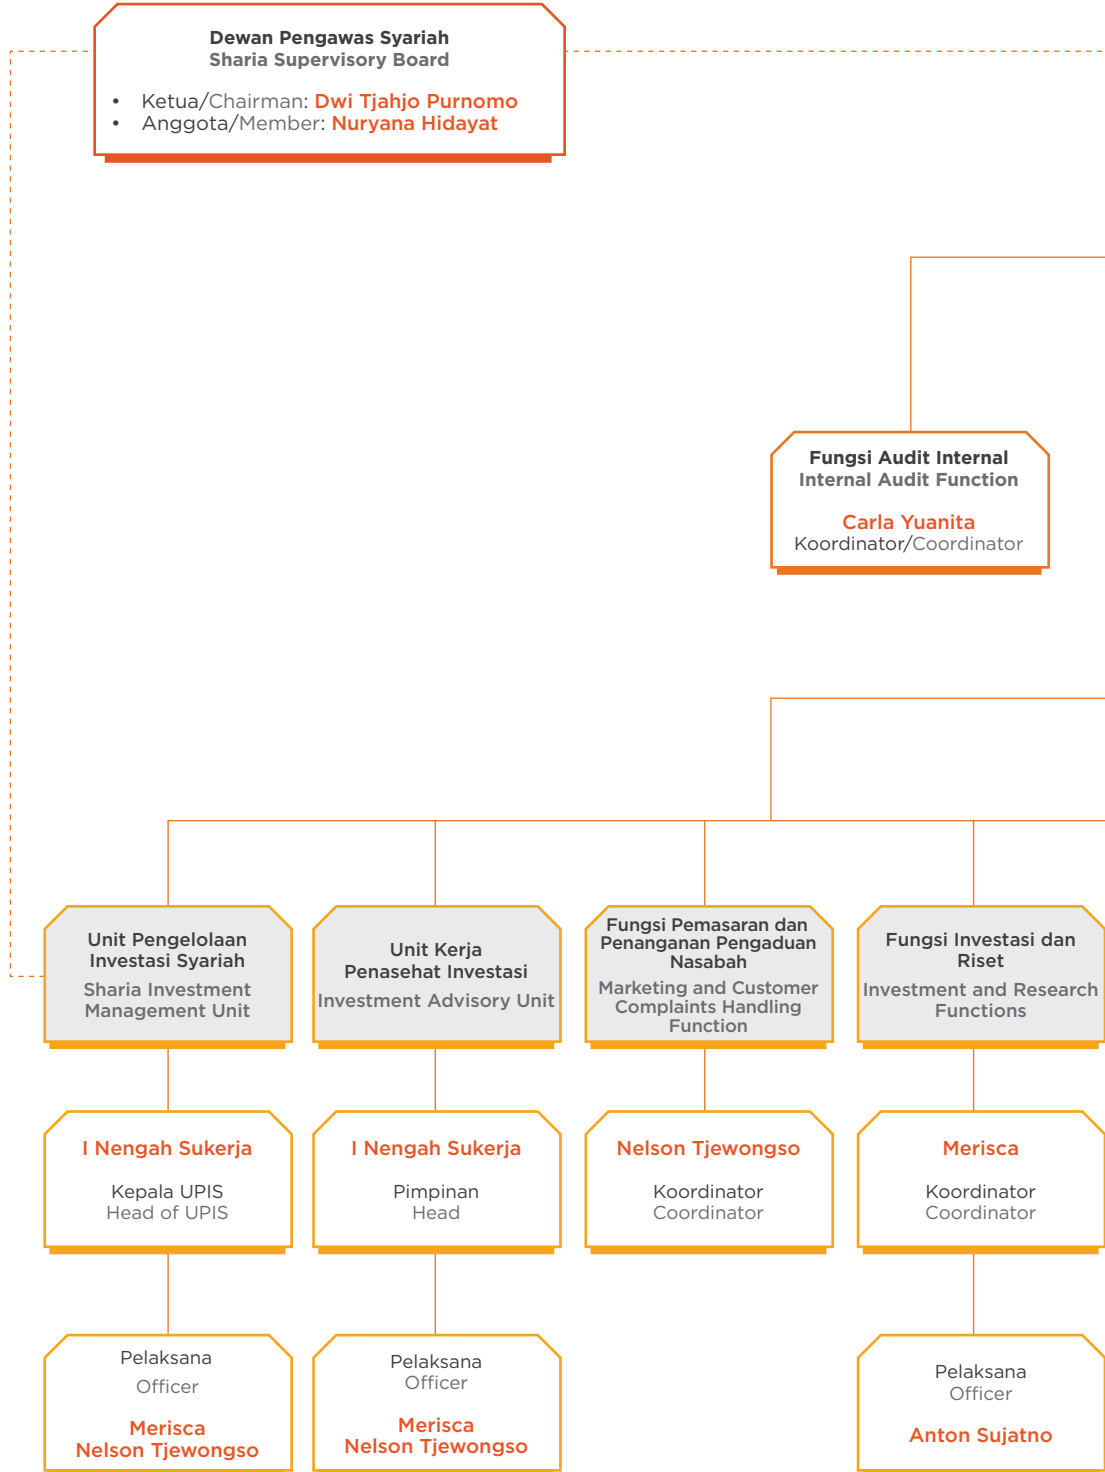 Dewan Pengawas Syariah
Sharia Supervisory Board
• Ketua/Chairman: Dwi Tjahjo Purnomo
• Anggota/Member: Nuryana Hidayat
Fungsi Audit Internal
Internal Audit Function
Carla Yuanita
Koordinator/Coordinator
Unit Pengelolaan
Investasi Syariah
Sharia Investment
Management Unit
Unit Kerja
Penasehat Investasi
Investment Advisory Unit
Fungsi Pemasaran dan
Penanganan Pengaduan
Nasabah
Marketing and Customer
Complaints Handling
Function
Fungsi Investasi dan
Riset
Investment and Research
Functions
I Nengah Sukerja
Kepala UPIS
Head of UPIS
I Nengah Sukerja
Pimpinan
Head
Nelson Tjewongso
Koordinator
Coordinator
Merisca
Koordinator
Coordinator
Pelaksana
Officer
Merisca
Nelson Tjewongso
Pelaksana
Officer
Merisca
Nelson Tjewongso
Pelaksana
Officer
Anton Sujatno